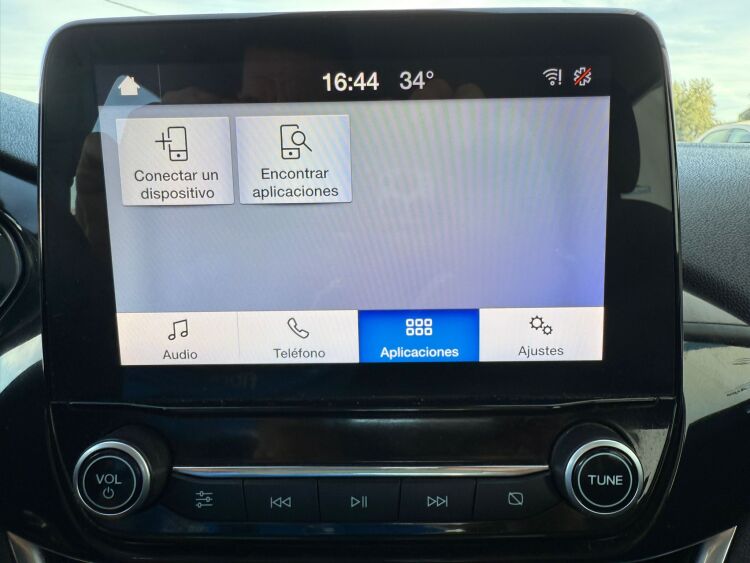 16:44 34°
Conectar un
dispositivo
Encontrar
aplicaciones
Audio
Teléfono
Aplicaciones
Ajustes
VOL
TUNE